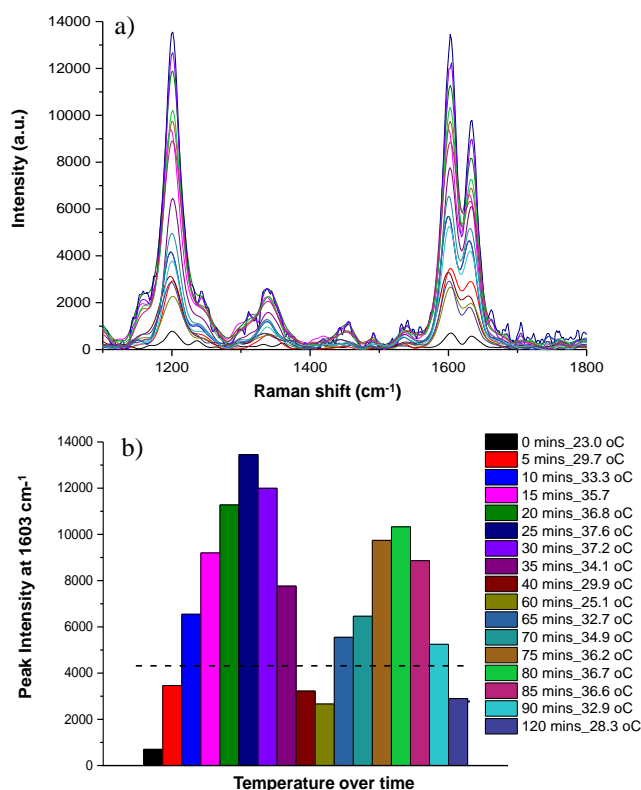 a)
14000
12000
10000
8000
6000
4000
2000
0
Intensity (a.u.)
1200 1400 1600 1800
Raman shift (cm-1)
b)
14000
12000
10000
8000
6000
4000
2000
0
Peak Intensity at 1603 cm-1
Temperature over time
0 mins_23.0 oC
5 mins_29.7 oC
10 mins_33.3 oC
15 mins_35.7
20 mins_36.8 oC
25 mins_37.6 oC
30 mins_37.2 oC
35 mins_34.1 oC
40 mins_29.9 oC
60 mins_25.1 oC
65 mins_32.7 oC
70 mins_34.9 oC
75 mins_36.2 oC
80 mins_36.7 oC
85 mins_36.6 oC
90 mins_32.9 oC
120 mins_28.3 oC